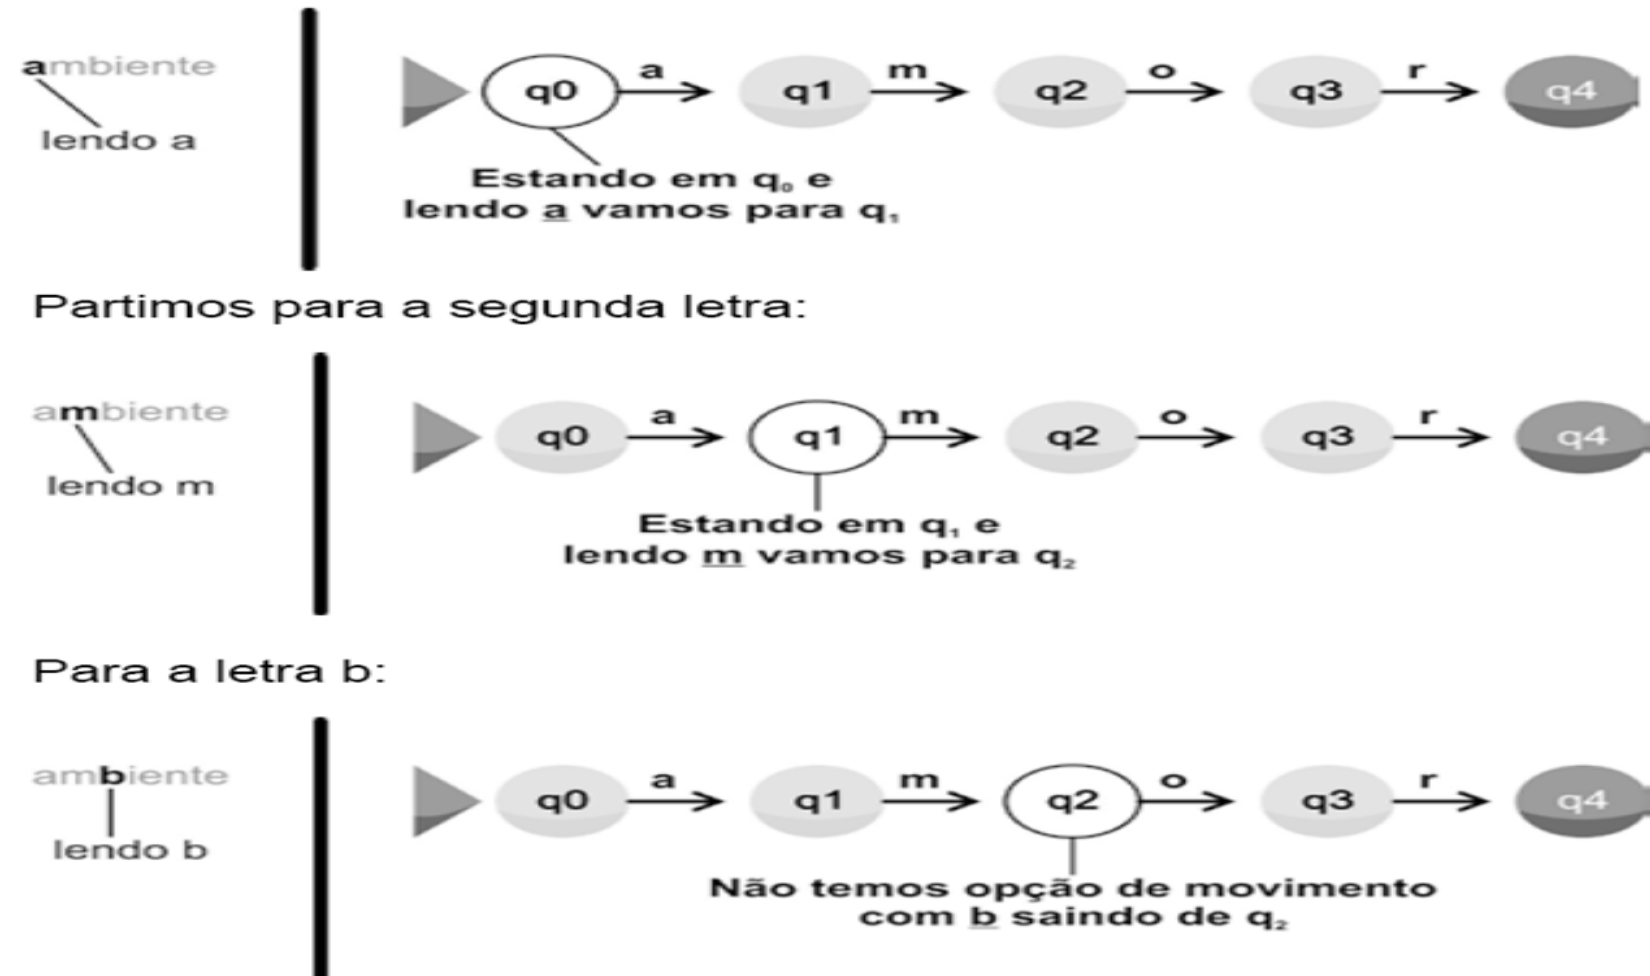 ambiente
lendo a
a m o r
q0 q1 q2 q3 q4
Estando em q₀ e
lendo a vamos para q₁
Partimos para a segunda letra:
ambiente
lendo m
a m o r
q0 q1 q2 q3 q4
Estando em q₁ e
lendo m vamos para q₂
Para a letra b:
ambiente
lendo b
a m o r
q0 q1 q2 q3 q4
Não temos opção de movimento
com b saindo de q₂